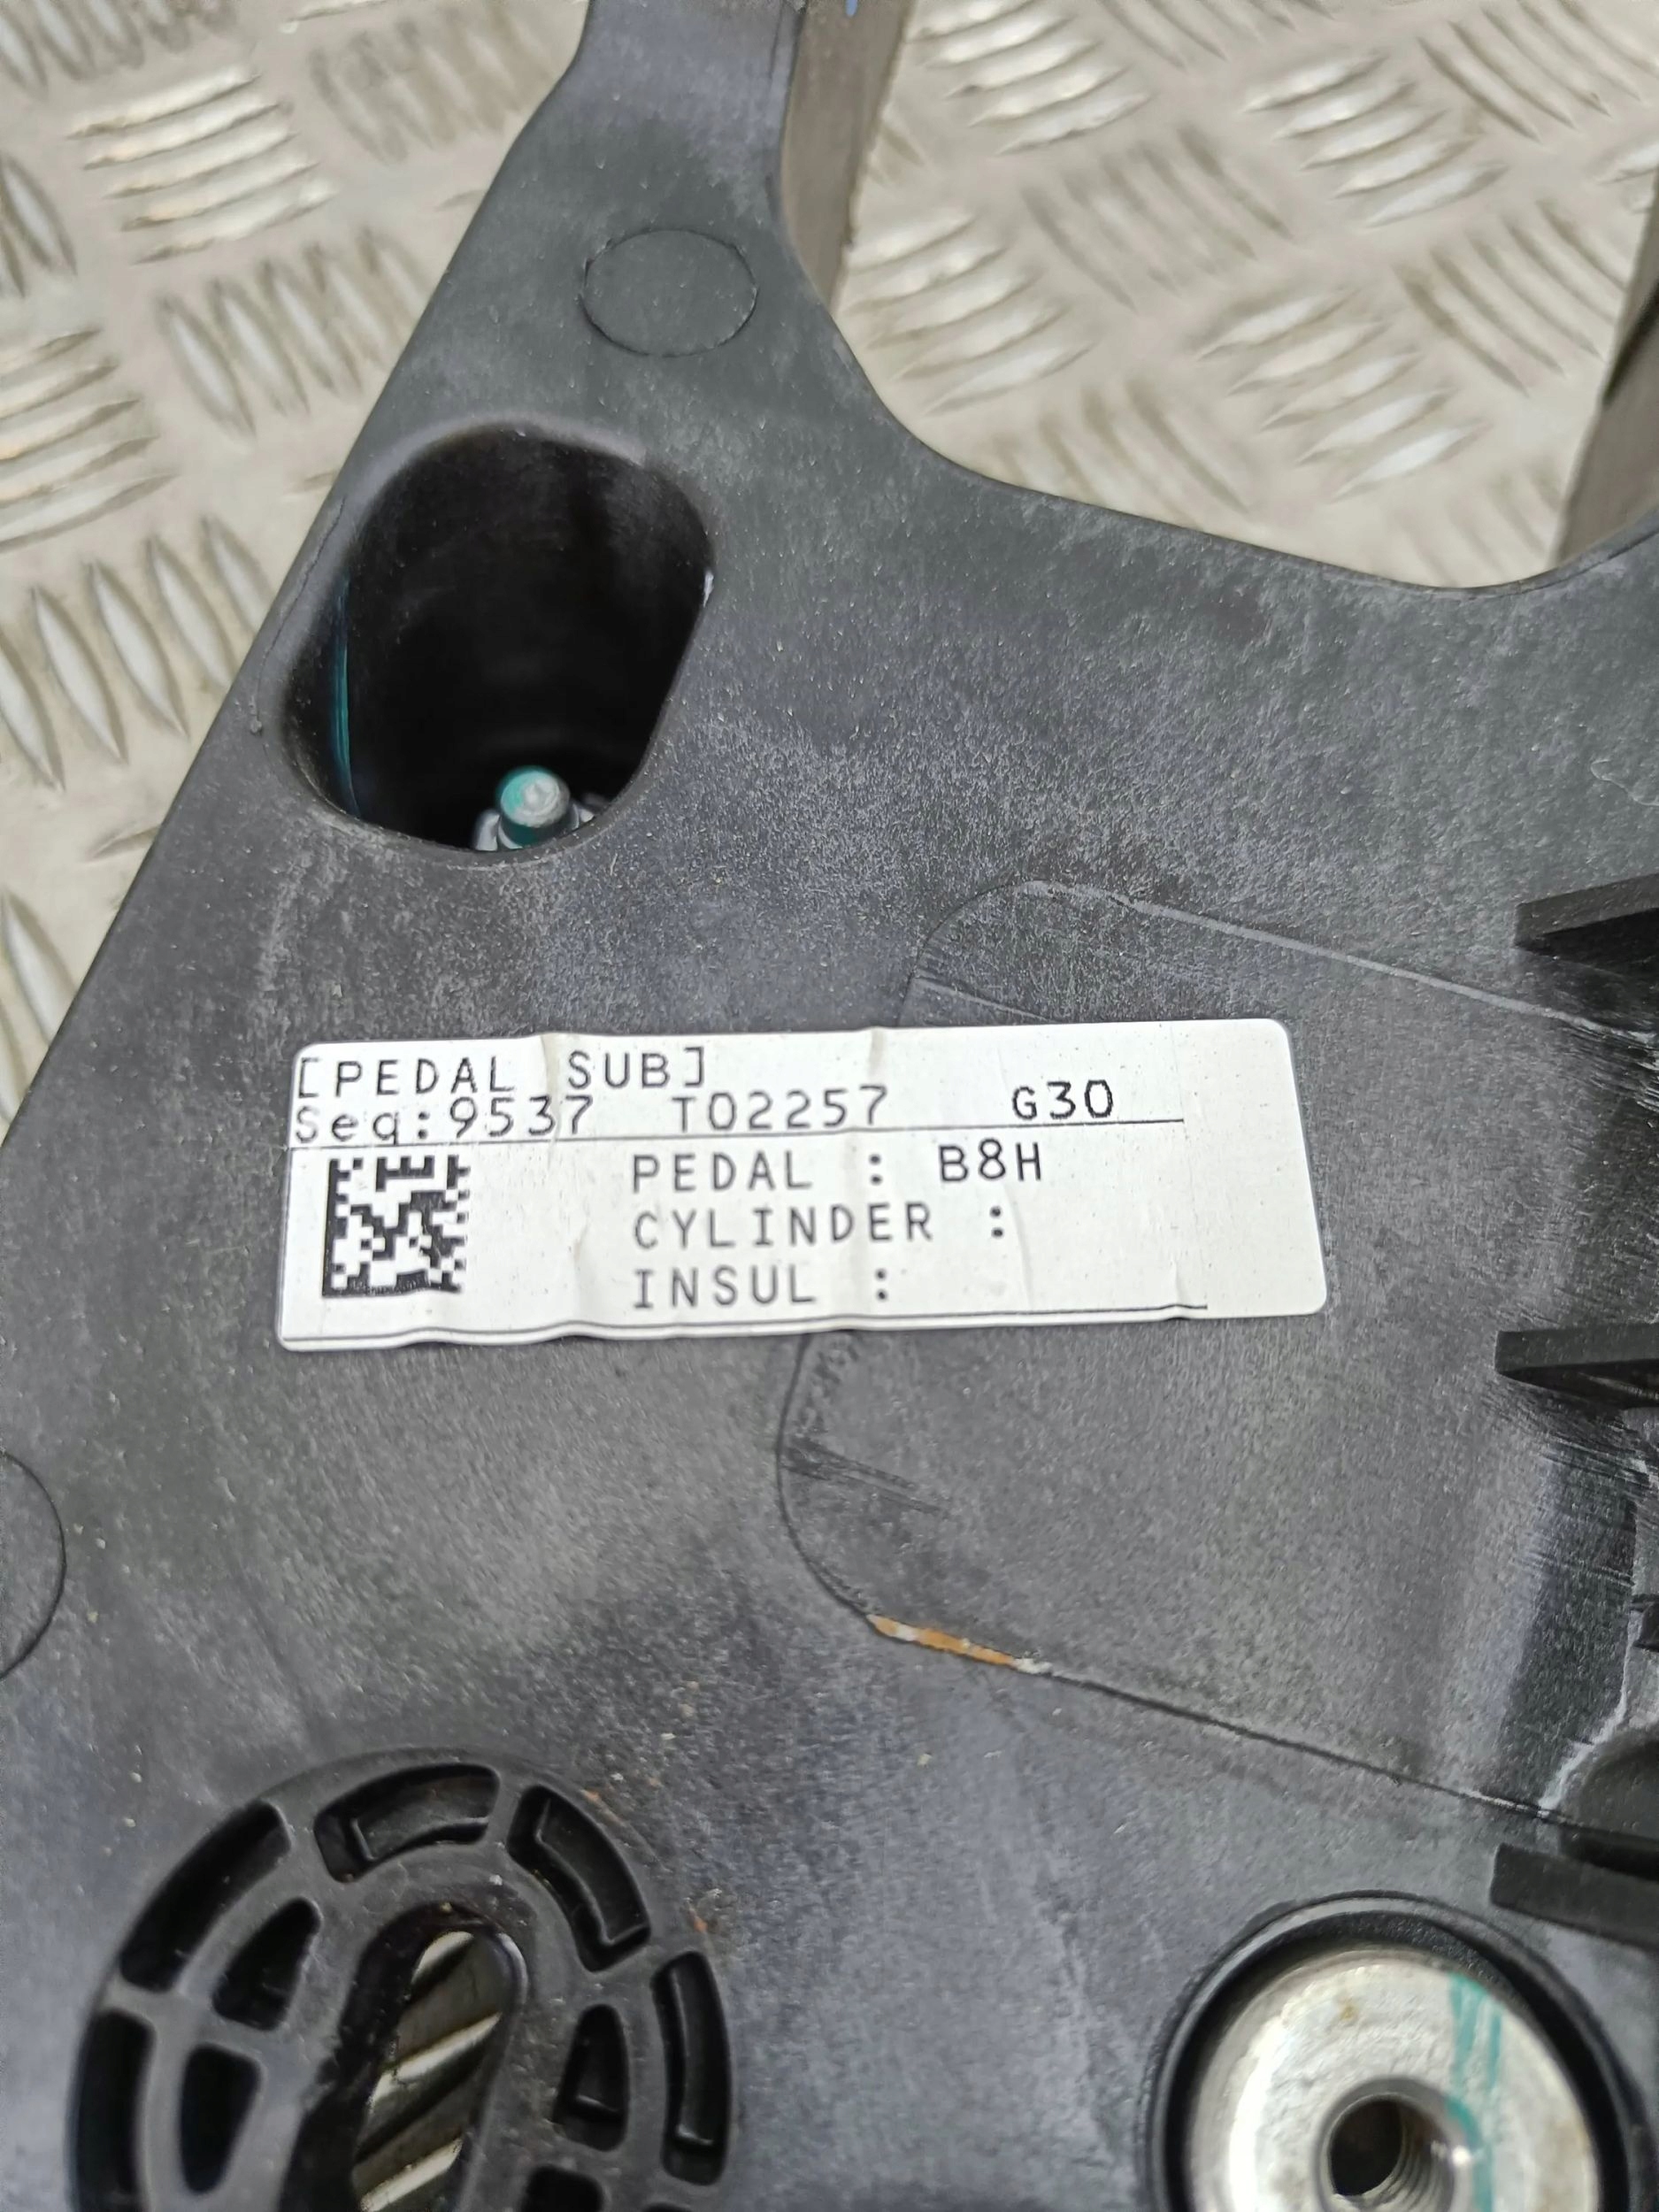 [PEDAL SUB]
Seq:9537 T02257 G30
PEDAL : B8H
CYLINDER :
INSUL :